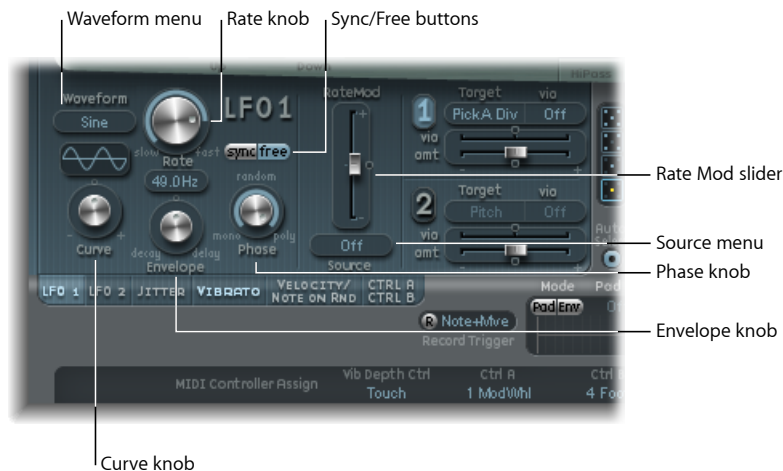 Waveform menu
Rate knob
Sync/Free buttons
Down
HiPass
Waveform
Sine
LFO 1
RateMod
+
-
slow
fast
Rate
49.0Hz
sync free
random
mono
poly
Phase
- +
Curve
decay
delay
Envelope
Off
Source
1
Target
via
PickA Div
Off
via
amt
- +
2
Target
via
Pitch
Off
via
amt
- +
Rate Mod slider
Source menu
Phase knob
Envelope knob
LFO 1
LFO 2
JITTER
VIBRATO
VELOCITY/
NOTE ON RND
CTRL A
CTRL B
Mode
Pad Env
R Note+Mve
Record Trigger
MIDI Controller Assign
Vib Depth Ctrl
Touch
Ctrl A
1 ModWhl
Ctrl
4 Foo
Curve knob